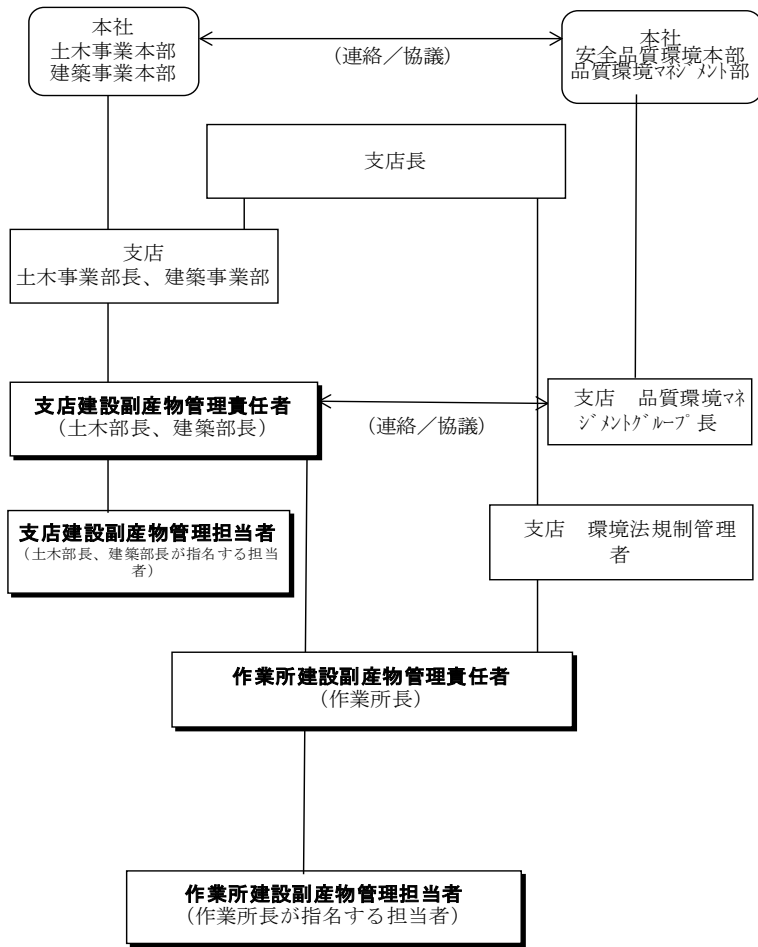 本社
土木事業本部
建築事業本部
(連絡／協議)
本社
安全品質環境本部
品質環境ﾏﾈｼﾞﾒﾝﾄ部
支店長
支店
土木事業部長、建築事業部
支店建設副産物管理責任者
(土木部長、建築部長)
(連絡／協議)
支店　品質環境ﾏﾈ
ｼﾞﾒﾝﾄｸﾞﾙｰﾌﾟ長
支店建設副産物管理担当者
(土木部長、建築部長が指名する担当
者)
支店　環境法規制管理
者
作業所建設副産物管理責任者
(作業所長)
作業所建設副産物管理担当者
(作業所長が指名する担当者)